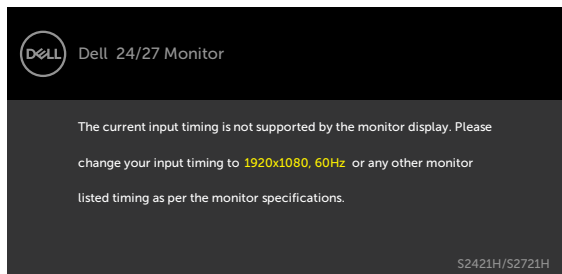 DELL
Dell 24/27 Monitor
The current input timing is not supported by the monitor display. Please
change your input timing to 1920x1080, 60Hz or any other monitor
listed timing as per the monitor specifications.
S2421H/S2721H